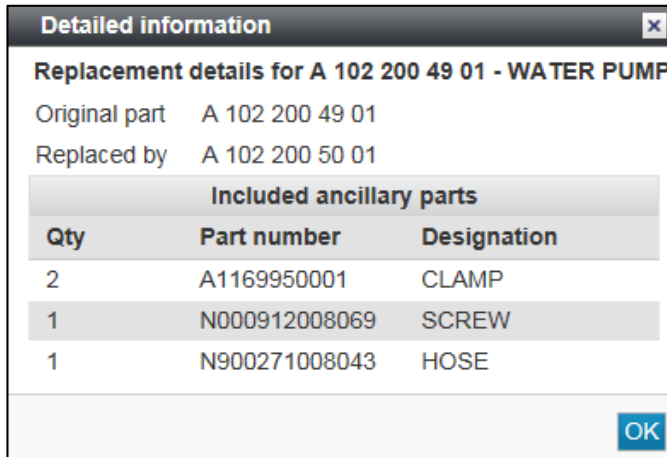 Detailed information
Replacement details for A 102 200 49 01 - WATER PUMP
Original part A 102 200 49 01
Replaced by A 102 200 50 01
Included ancillary parts
Qty Part number Designation
2 A1169950001 CLAMP
1 N000912008069 SCREW
1 N900271008043 HOSE
OK